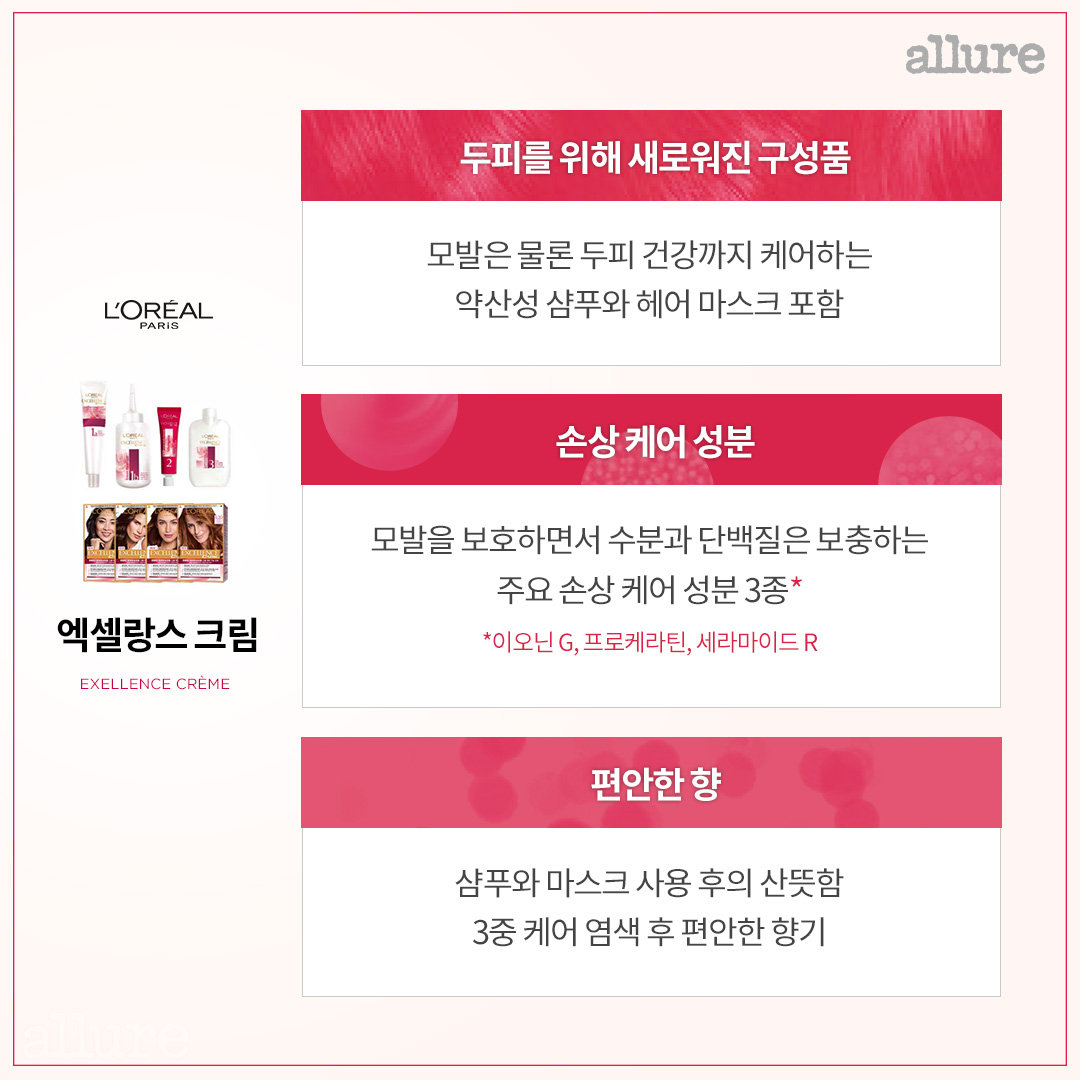 allure
두피를 위해 새로워진 구성품
모발은 물론 두피 건강까지 케어하는
약산성 샴푸와 헤어 마스크 포함
L'ORÉAL
PARIS
손상 케어 성분
모발을 보호하면서 수분과 단백질은 보충하는
주요 손상 케어 성분 3종*
*이오닌 G, 프로케라틴, 세라마이드 R
엑셀랑스 크림
EXELLENCE CRÈME
편안한 향
샴푸와 마스크 사용 후의 산뜻함
3중 케어 염색 후 편안한 향기
allure